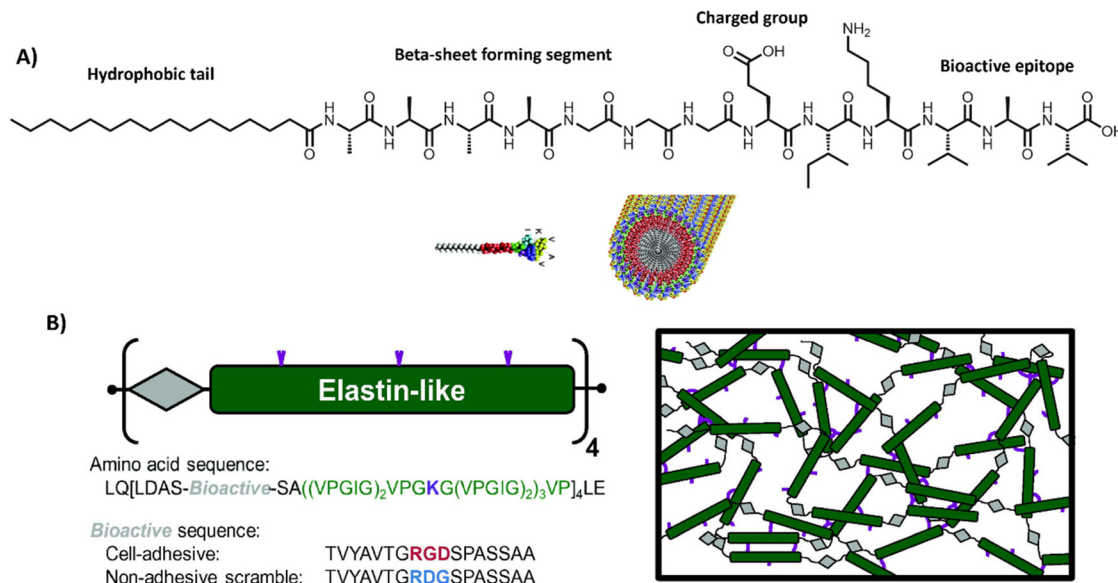 A)
Hydrophobic tail
Beta-sheet forming segment
Charged group
Bioactive epitope
NH₂
OH
O
OH
I K V A V
B)
Elastin-like
4
Amino acid sequence:
LQ[LDAS-Bioactive-SA((VPGIG)₂VPGKG(VPGIG)₂)₃VP]₄LE
Bioactive sequence:
Cell-adhesive: TVYAVTGRGDSPASSAA
Non-adhesive scramble: TVYAVTGRDGSPASSAA